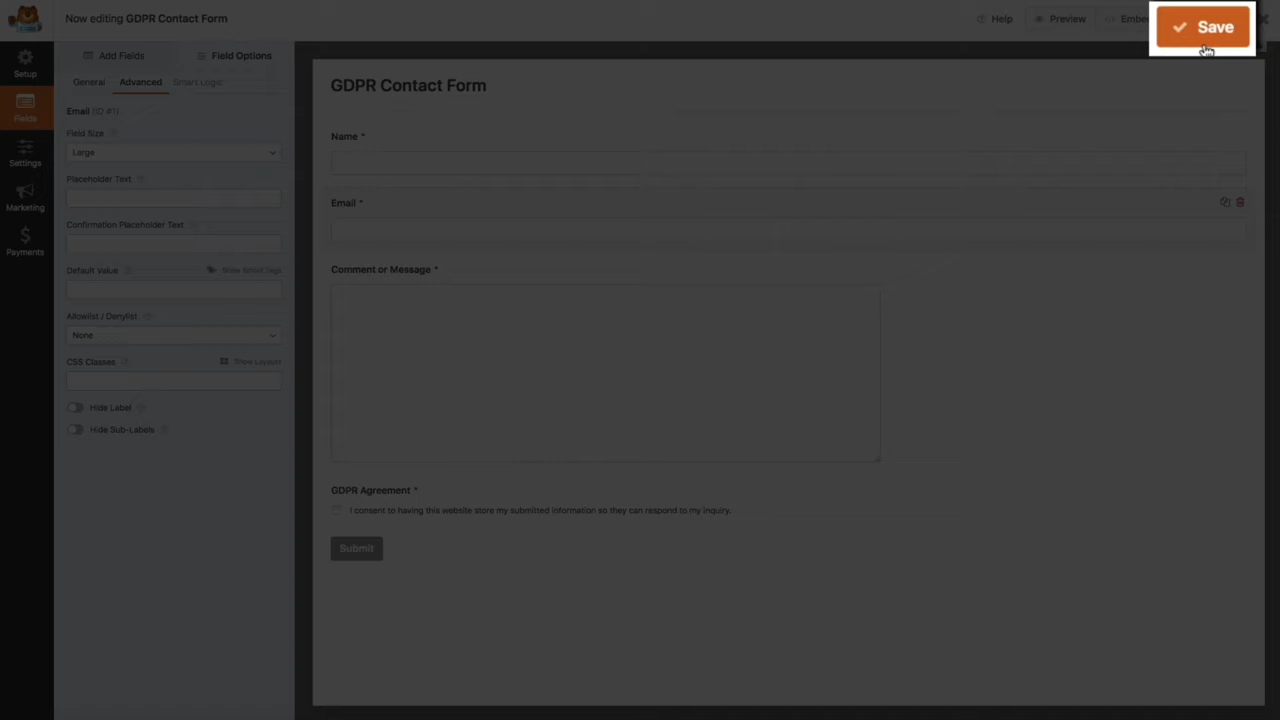 Now editing GDPR Contact Form
Help
Preview
Embe
Save
Setup
Fields
Settings
Marketing
Payments
Add Fields
Field Options
General
Advanced
Smart Logic
Email (ID #1)
Field Size
Large
Placeholder Text
Confirmation Placeholder Text
Default Value
Show Smart Tags
Allowlist / Denylist
None
CSS Classes
Show Layouts
Hide Label
Hide Sub-Labels
GDPR Contact Form
Name *
Email *
Comment or Message *
GDPR Agreement *
I consent to having this website store my submitted information so they can respond to my inquiry.
Submit